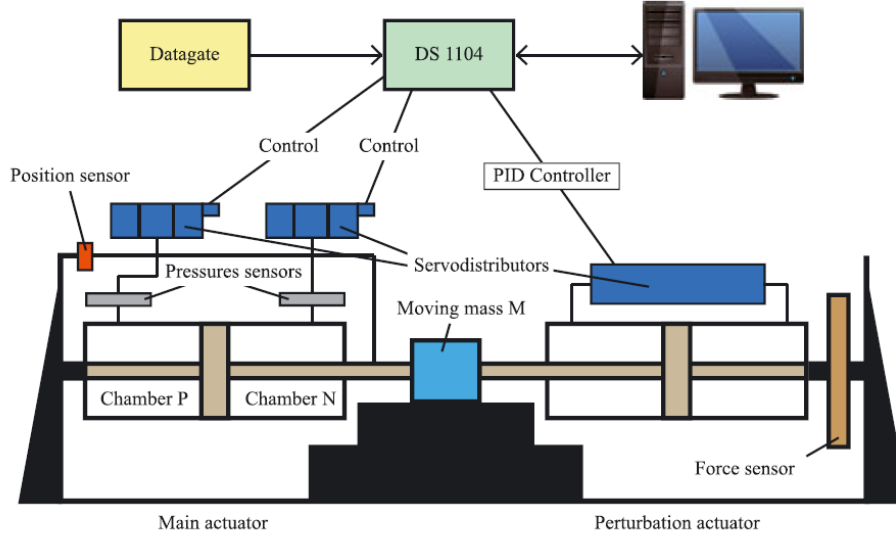 Datagate
DS 1104
Control
Control
Position sensor
PID Controller
Pressures sensors
Servodistributors
Moving mass M
Chamber P
Chamber N
Force sensor
Main actuator
Perturbation actuator